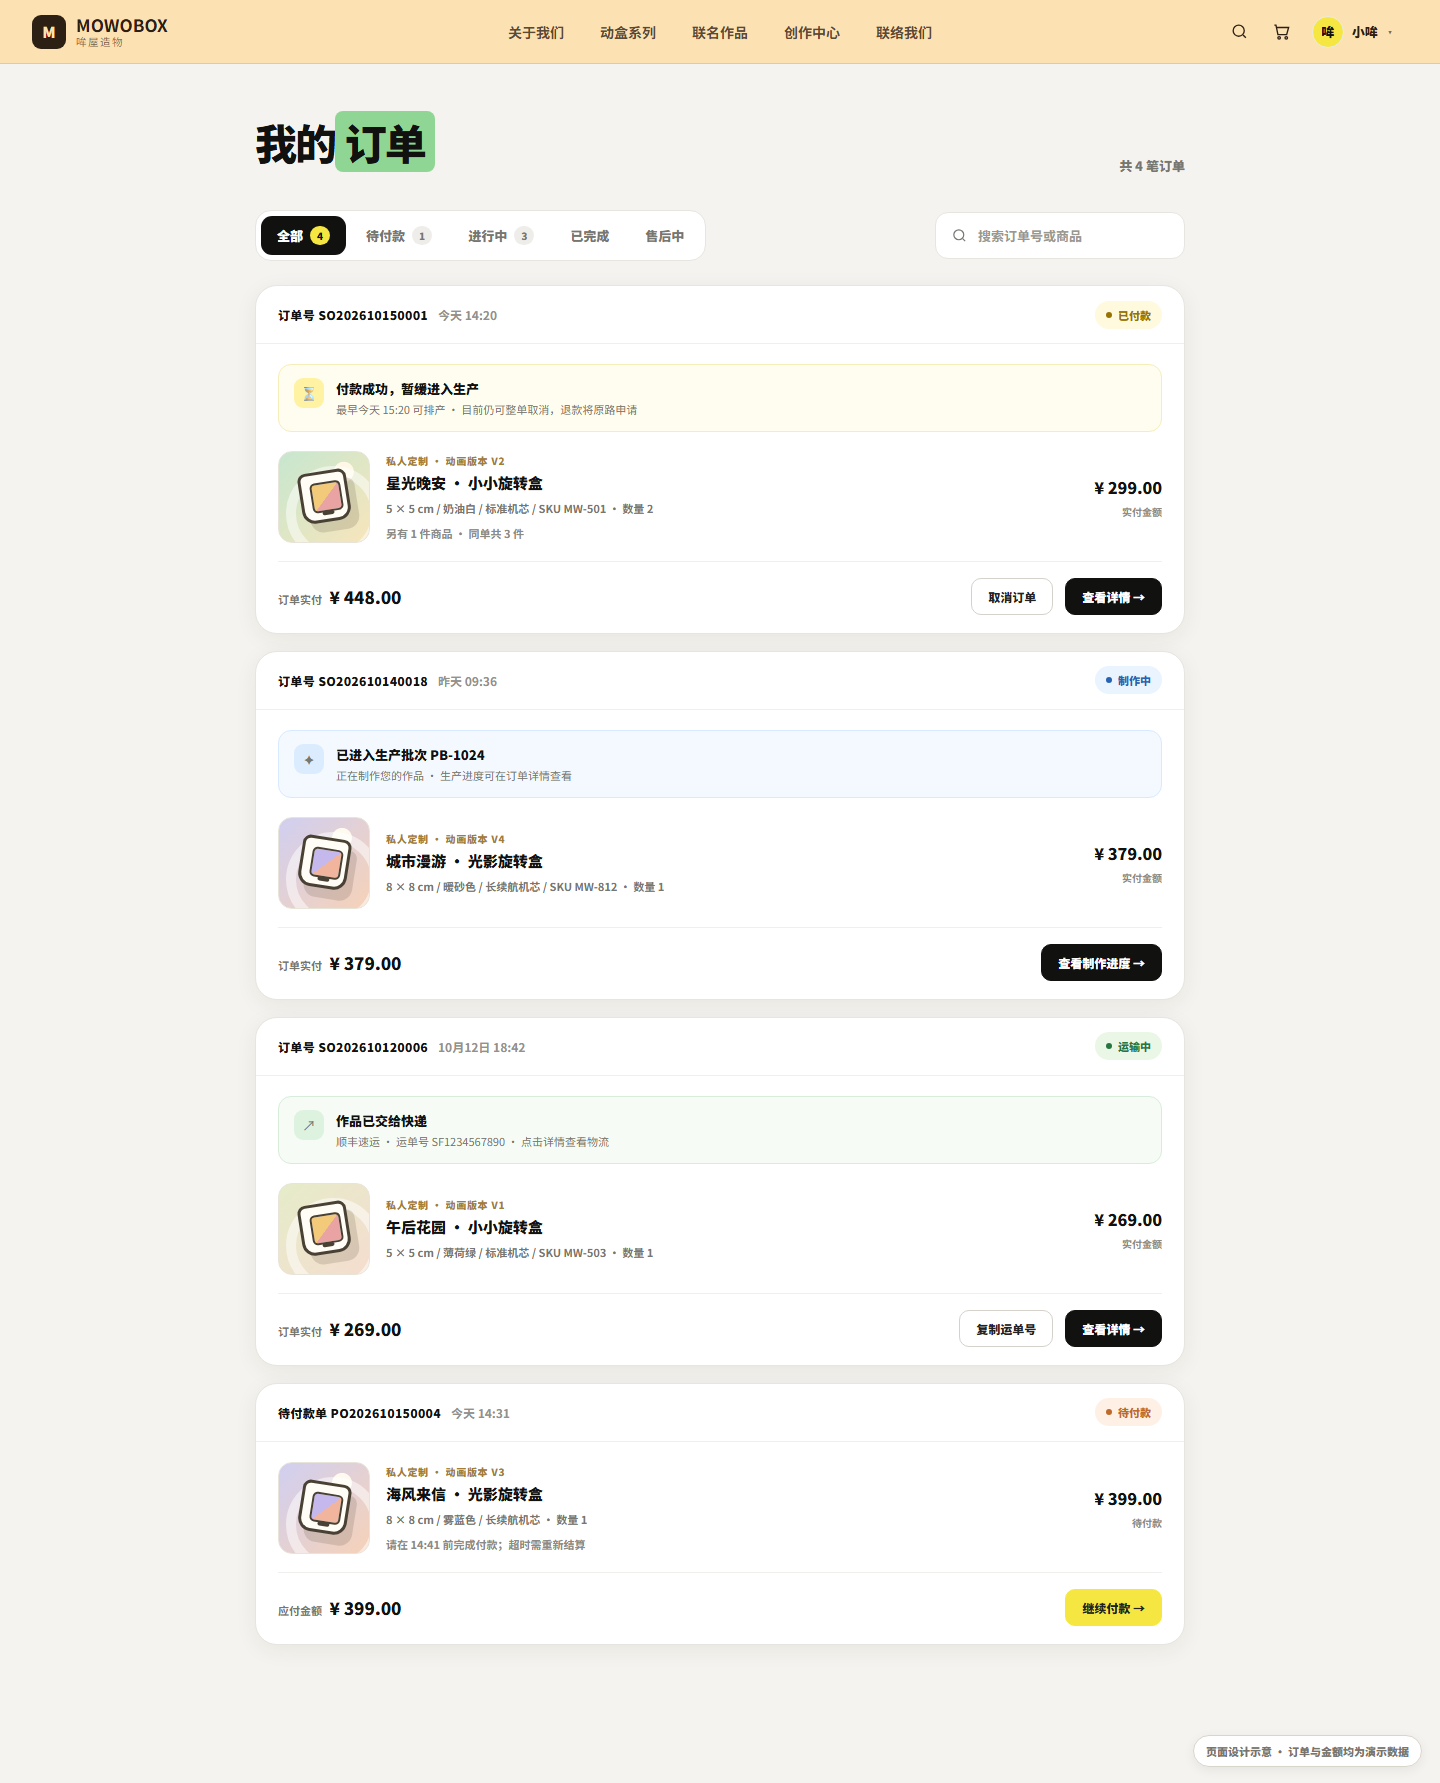 M
MOWOBOX
哞屋造物
关于我们 动盒系列 联名作品 创作中心 联络我们
哞 小哞
我的 订单
共 4 笔订单
全部 4 待付款 1 进行中 3 已完成 售后中
搜索订单号或商品
订单号 SO202610150001 今天 14:20 已付款
付款成功，暂缓进入生产
最早今天 15:20 可排产 · 目前仍可整单取消，退款将原路申请
私人定制 · 动画版本 V2
星光晚安 · 小小旋转盒
5 × 5 cm / 奶油白 / 标准机芯 / SKU MW-501 · 数量 2
另有 1 件商品 · 同单共 3 件
¥ 299.00
实付金额
订单实付 ¥ 448.00
取消订单 查看详情 →
订单号 SO202610140018 昨天 09:36 制作中
已进入生产批次 PB-1024
正在制作您的作品 · 生产进度可在订单详情查看
私人定制 · 动画版本 V4
城市漫游 · 光影旋转盒
8 × 8 cm / 暖砂色 / 长续航机芯 / SKU MW-812 · 数量 1
¥ 379.00
实付金额
订单实付 ¥ 379.00
查看制作进度 →
订单号 SO202610120006 10月12日 18:42 运输中
作品已交给快递
顺丰速运 · 运单号 SF1234567890 · 点击详情查看物流
私人定制 · 动画版本 V1
午后花园 · 小小旋转盒
5 × 5 cm / 薄荷绿 / 标准机芯 / SKU MW-503 · 数量 1
¥ 269.00
实付金额
订单实付 ¥ 269.00
复制运单号 查看详情 →
待付款单 PO202610150004 今天 14:31 待付款
私人定制 · 动画版本 V3
海风来信 · 光影旋转盒
8 × 8 cm / 雾蓝色 / 长续航机芯 · 数量 1
请在 14:41 前完成付款；超时需重新结算
¥ 399.00
待付款
应付金额 ¥ 399.00
继续付款 →
页面设计示意 · 订单与金额均为演示数据